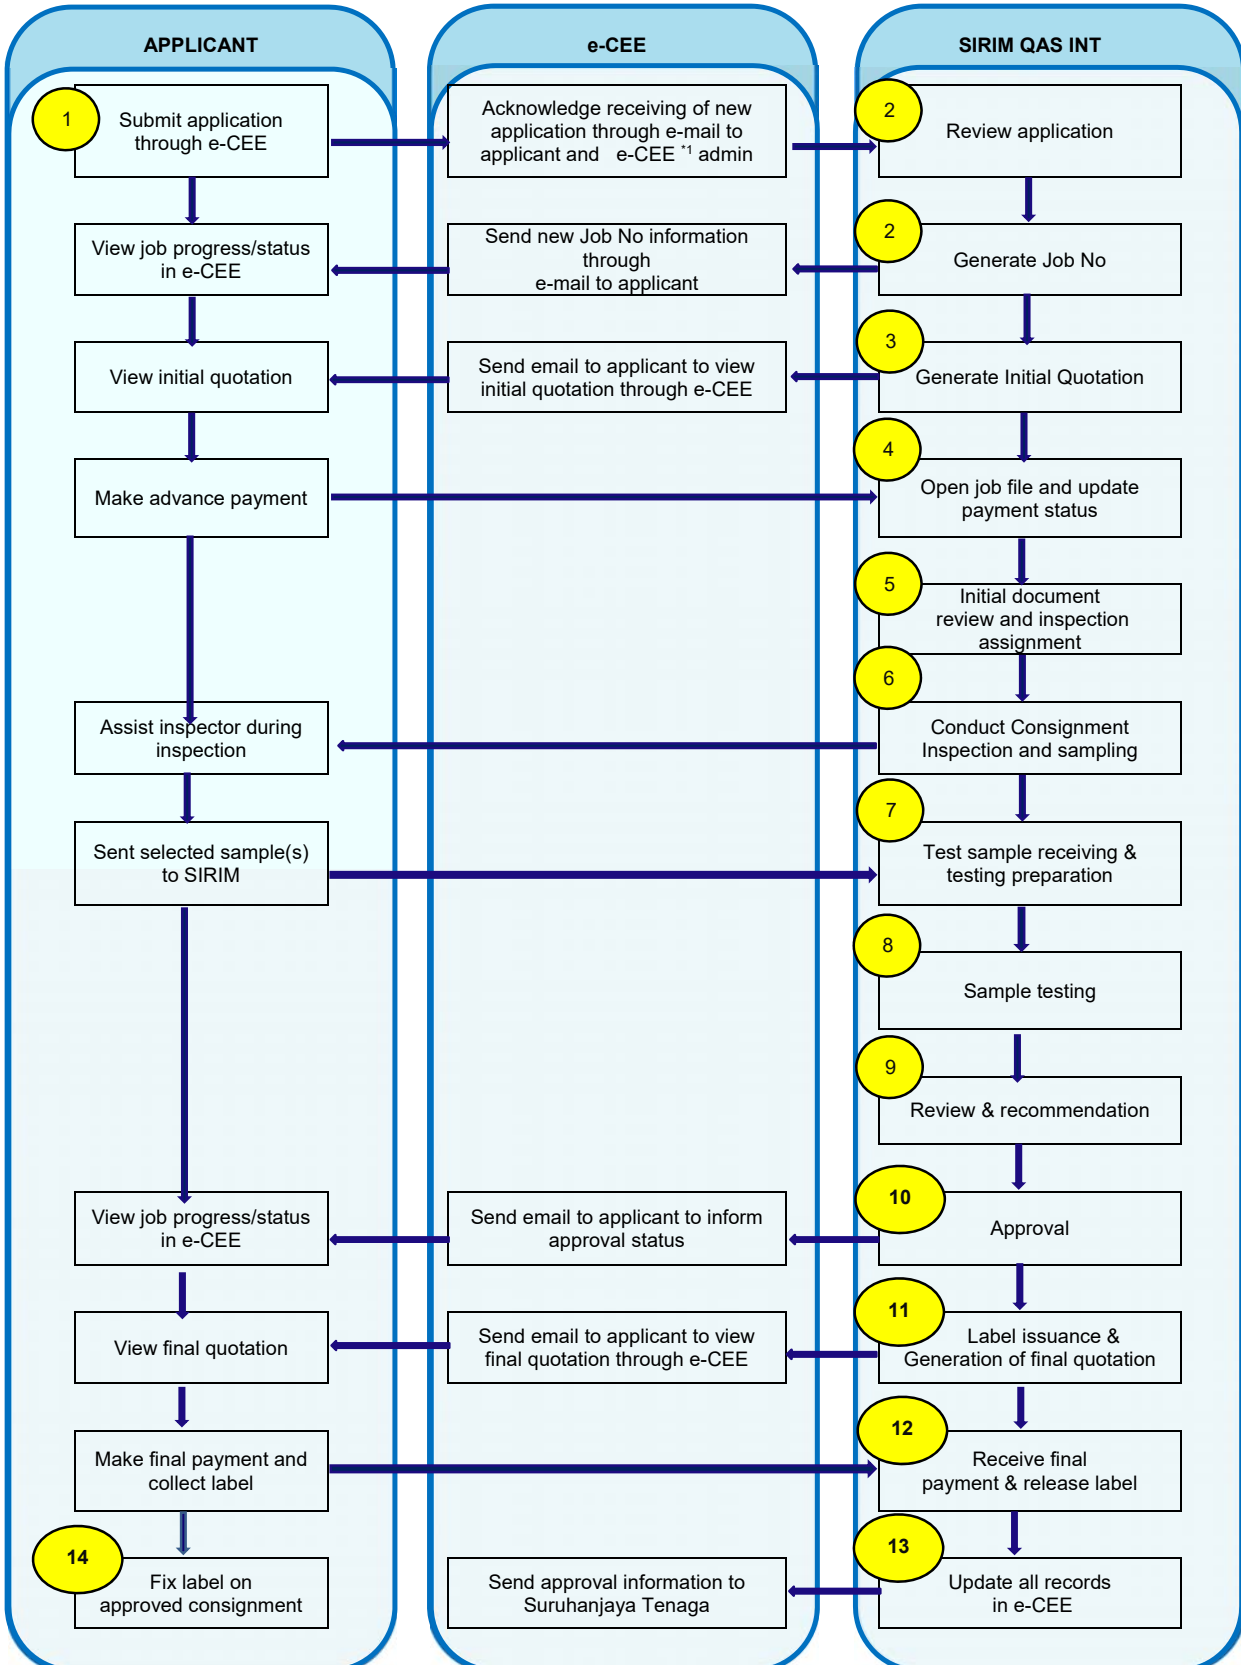 APPLICANT
e-CEE
SIRIM QAS INT
1
Submit application
through e-CEE
Acknowledge receiving of new
application through e-mail to
applicant and e-CEE *1 admin
2
Review application
View job progress/status
in e-CEE
Send new Job No information
through
e-mail to applicant
2
Generate Job No
View initial quotation
Send email to applicant to view
initial quotation through e-CEE
3
Generate Initial Quotation
Make advance payment
4
Open job file and update
payment status
5
Initial document
review and inspection
assignment
Assist inspector during
inspection
6
Conduct Consignment
Inspection and sampling
Sent selected sample(s)
to SIRIM
7
Test sample receiving &
testing preparation
8
Sample testing
9
Review & recommendation
View job progress/status
in e-CEE
Send email to applicant to inform
approval status
10
Approval
View final quotation
Send email to applicant to view
final quotation through e-CEE
11
Label issuance &
Generation of final quotation
Make final payment and
collect label
12
Receive final
payment & release label
14
Fix label on
approved consignment
Send approval information to
Suruhanjaya Tenaga
13
Update all records
in e-CEE